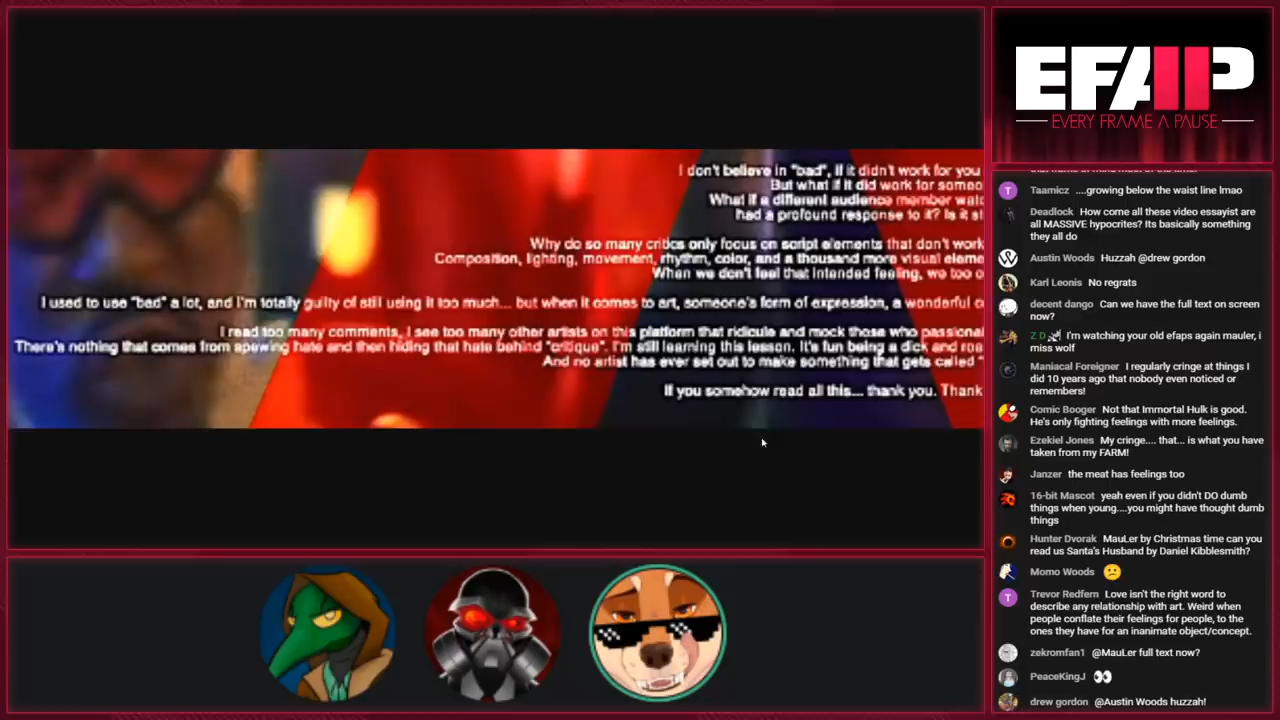 I don't believe in "bad", if it didn't work for you
But what if it did work for someo
What if a different audience member watc
had a profound response to it? Is it st
Why do so many critics only focus on script elements that don't work
Composition, lighting, movement, rhythm, color, and a thousand more visual eleme
When we don't feel that intended feeling, we too o
I used to use "bad" a lot, and I'm totally guilty of still using it too much... but when it comes to art, someone's form of expression, a wonderful c
I read too many comments, I see too many other artists on this platform that ridicule and mock those who passional
There's nothing that comes from spewing hate and then hiding that hate behind "critique". I'm still learning this lesson. It's fun being a dick and roa
And no artist has ever set out to make something that gets called "
If you somehow read all this... thank you. Thank
EFAP
EVERY FRAME A PAUSE
Taamicz ....growing below the waist line lmao
Deadlock How come all these video essayist are
all MASSIVE hypocrites? Its basically something
they all do
Austin Woods Huzzah @drew gordon
Karl Leonis No regrats
decent dango Can we have the full text on screen
now?
Z D I'm watching your old efaps again mauler, i
miss wolf
Maniacal Foreigner I regularly cringe at things I
did 10 years ago that nobody even noticed or
remembers!
Comic Booger Not that Immortal Hulk is good.
He's only fighting feelings with more feelings.
Ezekiel Jones My cringe.... that... is what you have
taken from my FARM!
Janzer the meat has feelings too
16-bit Mascot yeah even if you didn't DO dumb
things when young....you might have thought dumb
things
Hunter Dvorak MauLer by Christmas time can you
read us Santa's Husband by Daniel Kibblesmith?
Momo Woods
T Trevor Redfern Love isn't the right word to
describe any relationship with art. Weird when
people conflate their feelings for people, to the
ones they have for an inanimate object/concept.
zekromfan1 @MauLer full text now?
PeaceKingJ
drew gordon @Austin Woods huzzah!